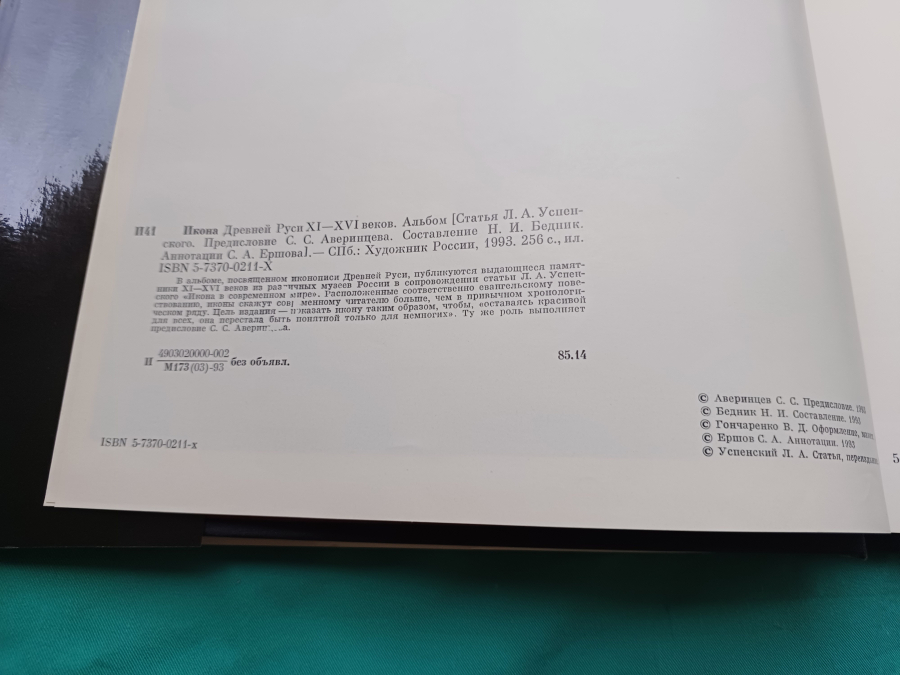 И41 Икона Древней Руси XI—XVI веков. Альбом [Статья Л. А. Успен-
ского. Предисловие С. С. Аверинцева. Составление Н. И. Бедник.
Аннотации С. А. Ершова].— СПб.: Художник России, 1993. 256 с., ил.
ISBN 5-7370-0211-X
В альбоме, посвященном иконописи Древней Руси, публикуются выдающиеся памят-
ники XI—XVI веков из различных музеев России в сопровождении статьи Л. А. Успен-
ского «Икона в современном мире». Расположенные соответственно евангельскому пове-
ствованию, иконы скажут современному читателю больше, чем в привычном хронологи-
ческом ряду. Цель издания — показать икону таким образом, чтобы, «оставаясь красивой
для всех, она перестала быть понятной только для немногих». Ту же роль выполняет
предисловие С. С. Аверинцева.
И 4903020000-002 без объявл. 85.14
М173(03)-93
ISBN 5-7370-0211-x
© Аверинцев С. С. Предисловие.
© Бедник Н. И. Составление. 1993
© Гончаренко В. Д. Оформление,
© Ершов С. А. Аннотации. 1993
© Успенский Л. А. Статья,
5